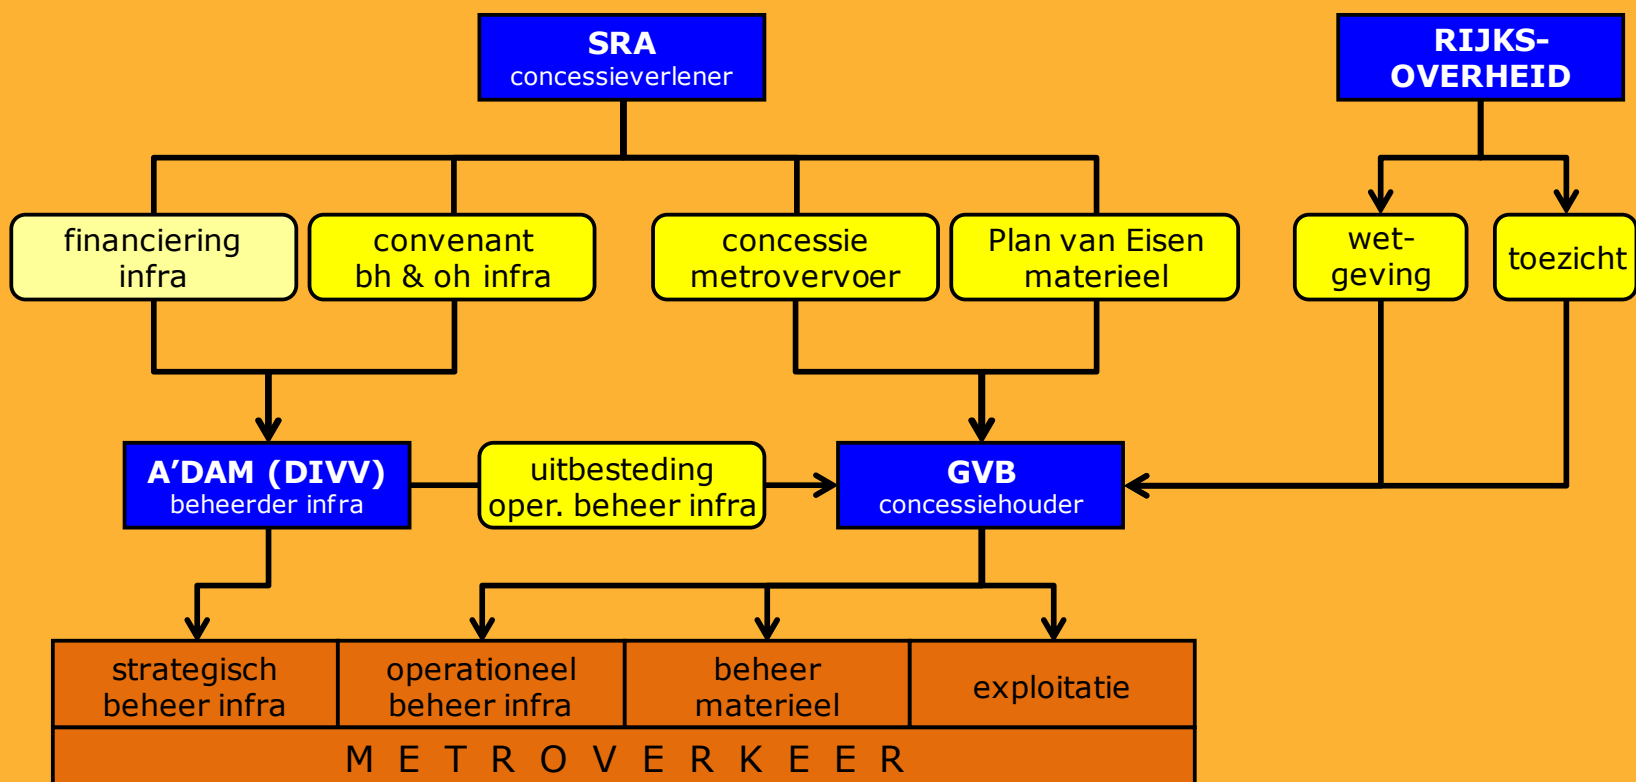 SRA
concessieverlener
RIJKS-
OVERHEID
financiering
infra
convenant
bh & oh infra
concessie
metrovervoer
Plan van Eisen
materieel
wet-
geving
toezicht
A’DAM (DIVV)
beheerder infra
uitbesteding
oper. beheer infra
GVB
concessiehouder
strategisch
beheer infra
operationeel
beheer infra
beheer
materieel
exploitatie
M E T R O V E R K E E R